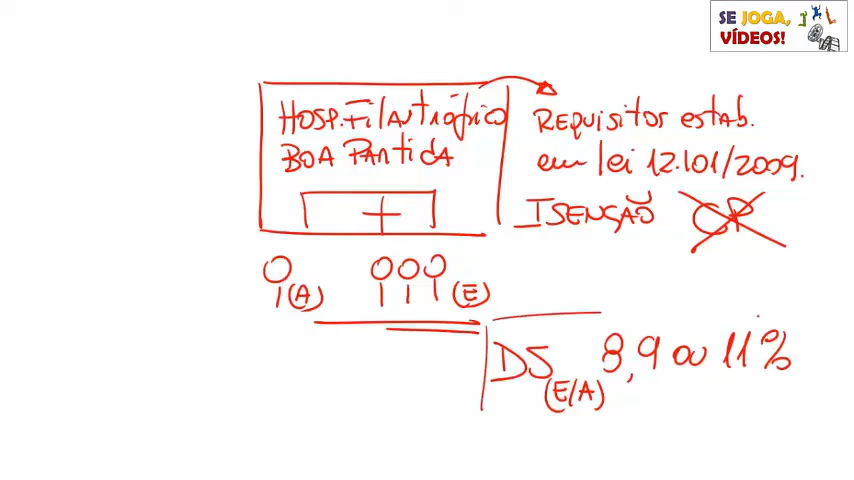 SE JOGA,
VÍDEOS!
HOSP. FilAntrópico
BOA PARtidA
REQuisitos estAb.
em lei 12.101/2009.
ISENÇÃO CP
(A) (E)
DS 8,9 ou 11%
(E/A)